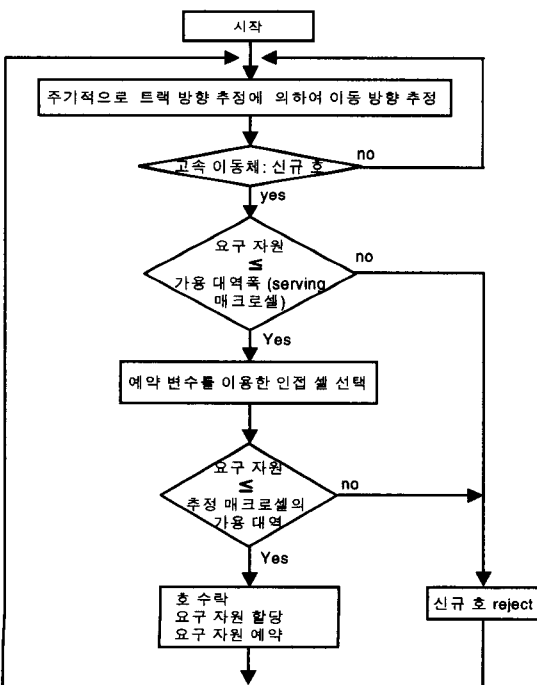 시작
주기적으로 트랙 방향 추정에 의하여 이동 방향 추정
고속 이동체: 신규 호
no
yes
요구 자원
≤
가용 대역폭 (serving
매크로셀)
no
Yes
예약 변수를 이용한 인접 셀 선택
요구 자원
≤
추정 매크로셀의
가용 대역
no
Yes
호 수락
요구 자원 할당
요구 자원 예약
신규 호 reject